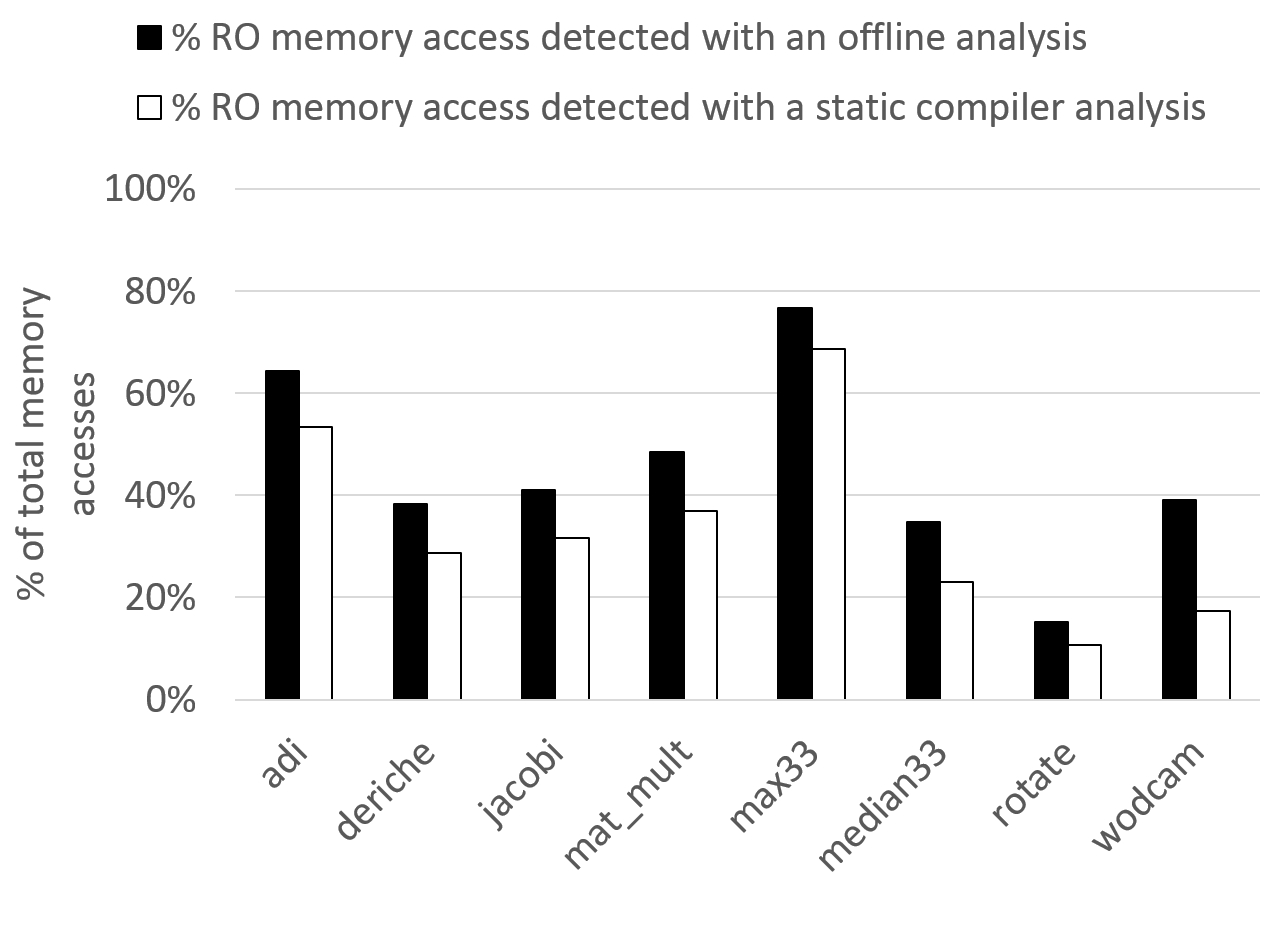 % RO memory access detected with an offline analysis
% RO memory access detected with a static compiler analysis
% of total memory
accesses
100%
80%
60%
40%
20%
0%
adi
deriche
jacobi
mat_mult
max33
median33
rotate
wodcam